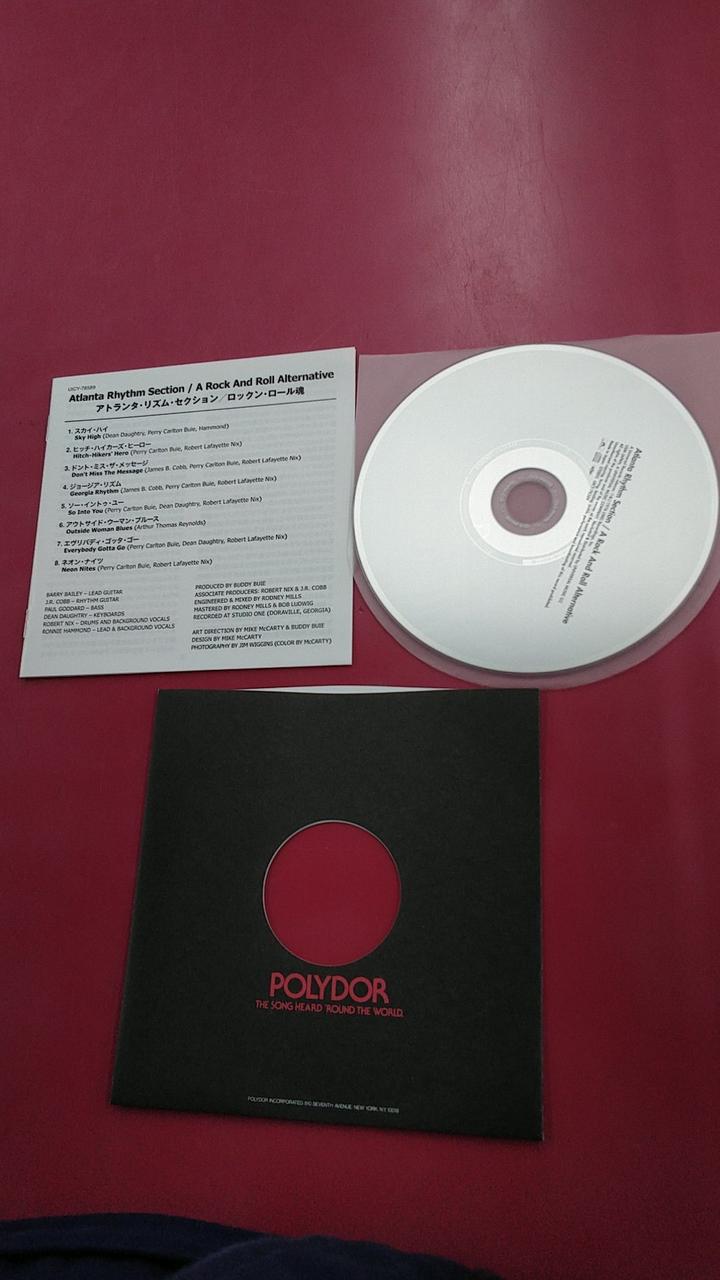 UICY-78589
Atlanta Rhythm Section / A Rock And Roll Alternative
アトランタ・リズム・セクション／ロックン・ロール魂
1. スカイ・ハイ
Sky High (Dean Daughtry, Perry Carlton Buie, Hammond)
2. ヒッチ・ハイカーズ・ヒーロー
Hitch-Hikers' Hero (Perry Carlton Buie, Robert Lafayette Nix)
3. ドント・ミス・ザ・メッセージ
Don't Miss The Message (James B. Cobb, Perry Carlton Buie, Robert Lafayette Nix)
4. ジョージア・リズム
Georgia Rhythm (James B. Cobb, Perry Carlton Buie, Robert Lafayette Nix)
5. ソー・イントゥ・ユー
So Into You (Perry Carlton Buie, Dean Daughtry, Robert Lafayette Nix)
6. アウトサイド・ウーマン・ブルース
Outside Woman Blues (Arthur Thomas Reynolds)
7. エヴリバディ・ゴッタ・ゴー
Everybody Gotta Go (Perry Carlton Buie, Dean Daughtry, Robert Lafayette Nix)
8. ネオン・ナイツ
Neon Nites (Perry Carlton Buie, Robert Lafayette Nix)
BARRY BAILEY – LEAD GUITAR
J.R. COBB – RHYTHM GUITAR
PAUL GODDARD – BASS
DEAN DAUGHTRY – KEYBOARDS
ROBERT NIX – DRUMS AND BACKGROUND VOCALS
RONNIE HAMMOND – LEAD & BACKGROUND VOCALS
PRODUCED BY BUDDY BUIE
ASSOCIATE PRODUCERS: ROBERT NIX & J.R. COBB
ENGINEERED & MIXED BY RODNEY MILLS
MASTERED BY RODNEY MILLS & BOB LUDWIG
RECORDED AT STUDIO ONE (DORAVILLE, GEORGIA)
ART DIRECTION BY MIKE McCARTY & BUDDY BUIE
DESIGN BY MIKE McCARTY
PHOTOGRAPHY BY JIM WIGGINS (COLOR BY McCARTY)
Atlanta Rhythm Section / A Rock And Roll Alternative
POLYDOR
THE SONG HEARD 'ROUND THE WORLD.
POLYDOR INCORPORATED 810 SEVENTH AVENUE NEW YORK, N.Y. 10019